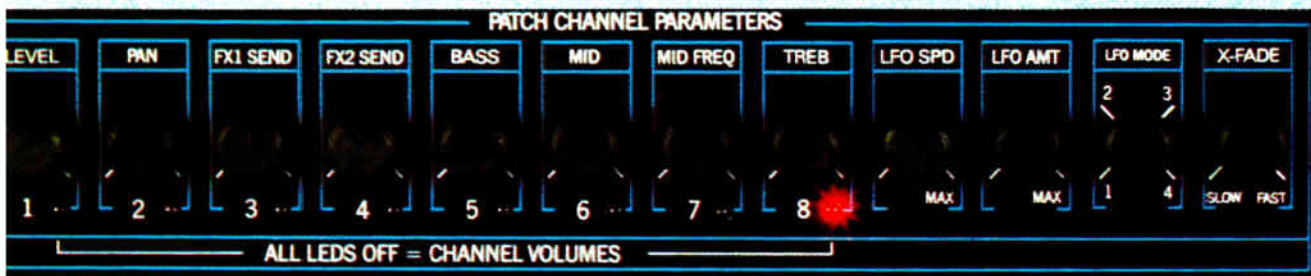 PATCH CHANNEL PARAMETERS
LEVEL PAN FX1 SEND FX2 SEND BASS MID MID FREQ TREB LFO SPD LFO AMT LFO MODE X-FADE
2 3
1 2 3 4 5 6 7 8 MAX MAX 1 4 SLOW FAST
ALL LEDS OFF = CHANNEL VOLUMES